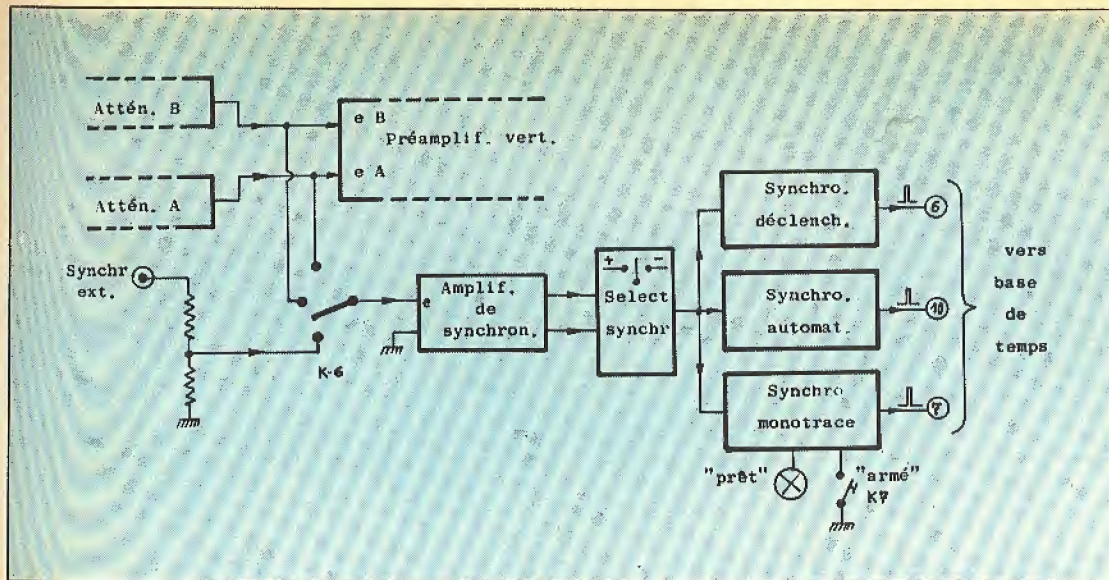 Attén. B
e B
Préamplif. vert.
e A
Attén. A
Synchr
ext.
K-6
e
Amplif.
de
synchron.
+ -
Select
synchr
Synchro.
déclench.
6
Synchro.
automat.
10
Synchro
monotrace
7
vers
base
de
temps
"prêt"
"armé"
K7